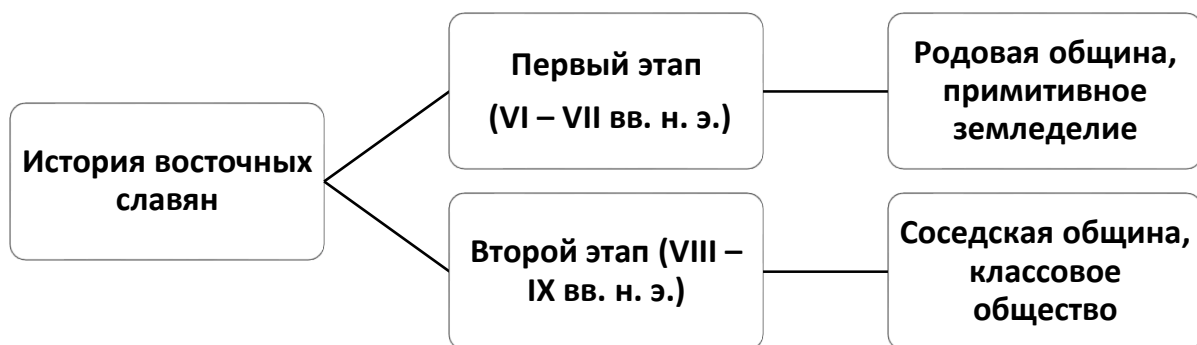 История восточных
славян
Первый этап
(VI – VII вв. н. э.)
Родовая община,
примитивное
земледелие
Второй этап (VIII –
IX вв. н. э.)
Соседская община,
классовое
общество